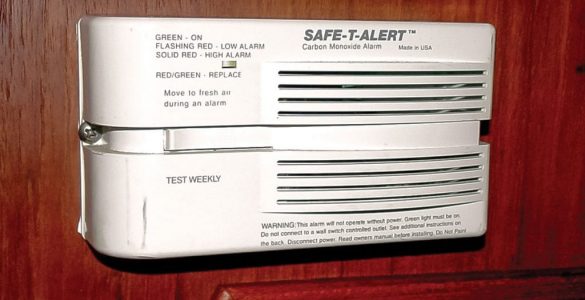 GREEN - ON
FLASHING RED - LOW ALARM
SOLID RED - HIGH ALARM
RED/GREEN - REPLACE
Move to fresh air
during an alarm
SAFE-T-ALERT™
Carbon Monoxide Alarm Made in USA
TEST WEEKLY
WARNING: This alarm will not operate without power. Green light must be on.
Do not connect to a wall switch controlled outlet. See additional instructions on
the back. Disconnect power. Read owners manual before installing. Do Not Paint